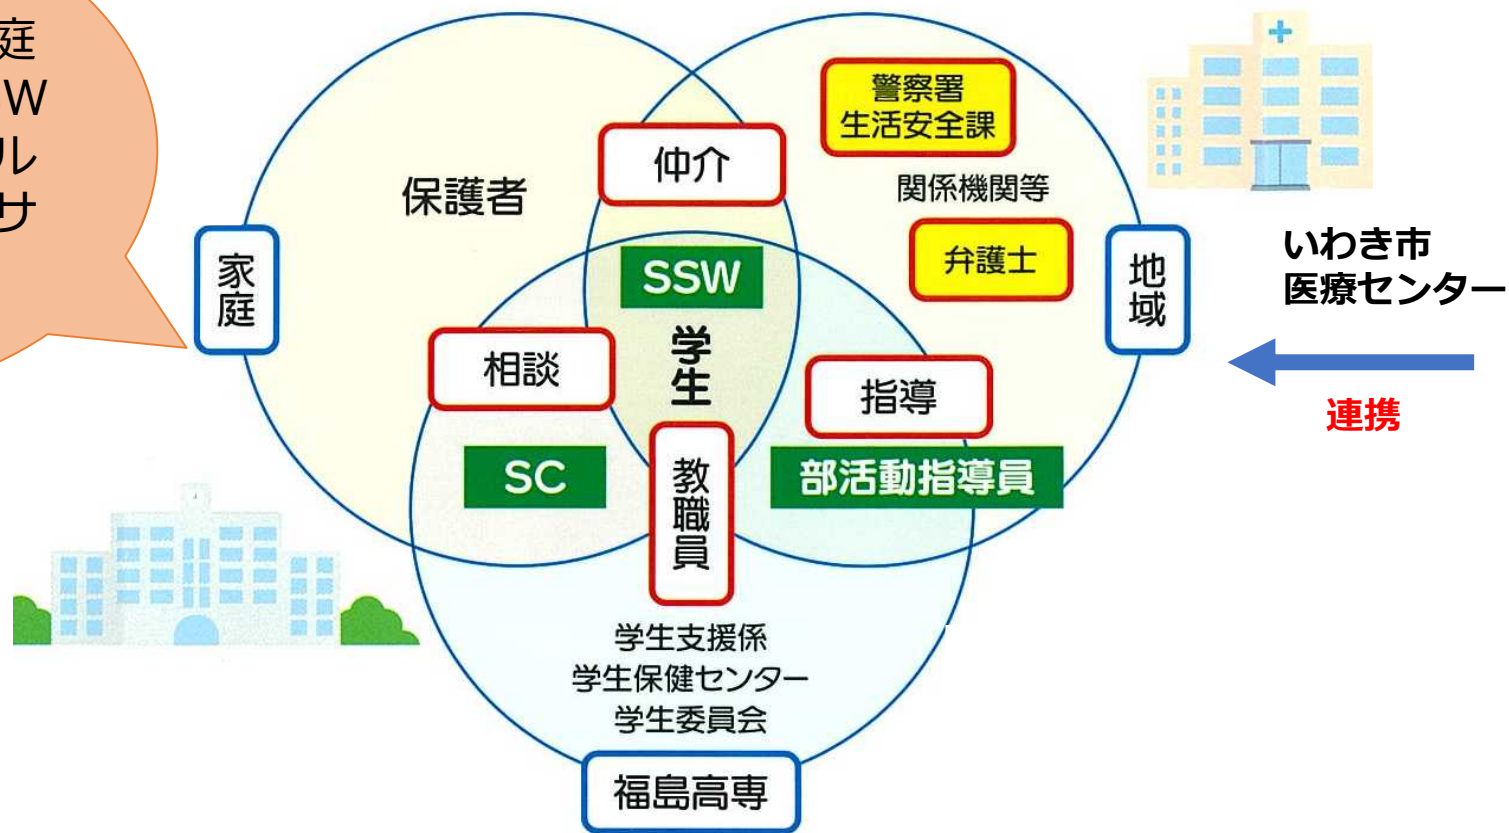 庭
W
ル
サ
警察署
生活安全課
仲介
保護者
関係機関等
弁護士
家庭
SSW
地域
いわき市
医療センター
学生
相談
指導
連携
SC
教職員
部活動指導員
学生支援係
学生保健センター
学生委員会
福島高専